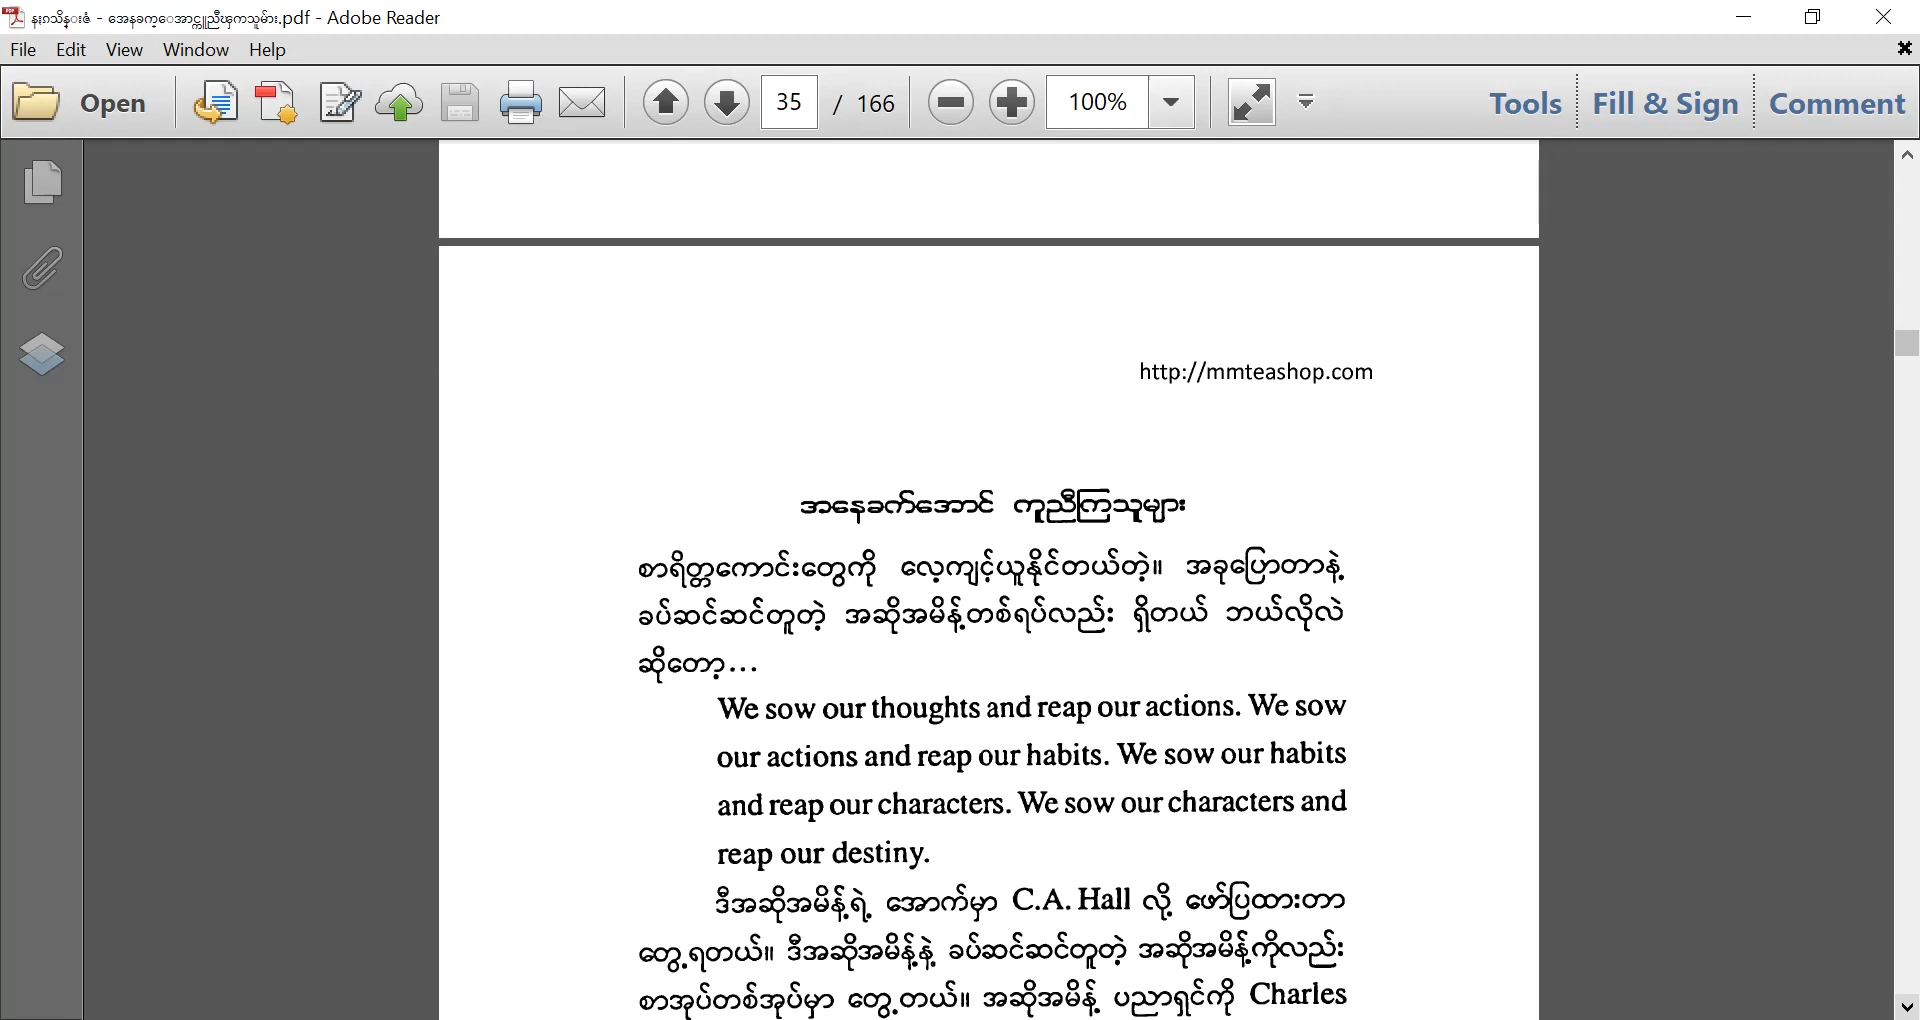 နႏၵသိန္းဇံ - အေနခက္ေအာင္ကူညီၾကသူမ်ား.pdf - Adobe Reader
File Edit View Window Help
Open 35 / 166 100% Tools Fill & Sign Comment
http://mmteashop.com
အနေခက်အောင် ကူညီကြသူများ
စာရိတ္တကောင်းတွေကို လေ့ကျင့်ယူနိုင်တယ်တဲ့။ အခုပြောတာနဲ့
ခပ်ဆင်ဆင်တူတဲ့ အဆိုအမိန့်တစ်ရပ်လည်း ရှိတယ် ဘယ်လိုလဲ
ဆိုတော့...
We sow our thoughts and reap our actions. We sow
our actions and reap our habits. We sow our habits
and reap our characters. We sow our characters and
reap our destiny.
ဒီအဆိုအမိန့်ရဲ့ အောက်မှာ C.A. Hall လို့ ဖော်ပြထားတာ
တွေ့ရတယ်။ ဒီအဆိုအမိန့်နဲ့ ခပ်ဆင်ဆင်တူတဲ့ အဆိုအမိန့်ကိုလည်း
စာအုပ်တစ်အုပ်မှာ တွေ့တယ်။ အဆိုအမိန့် ပညာရှင်ကို Charles